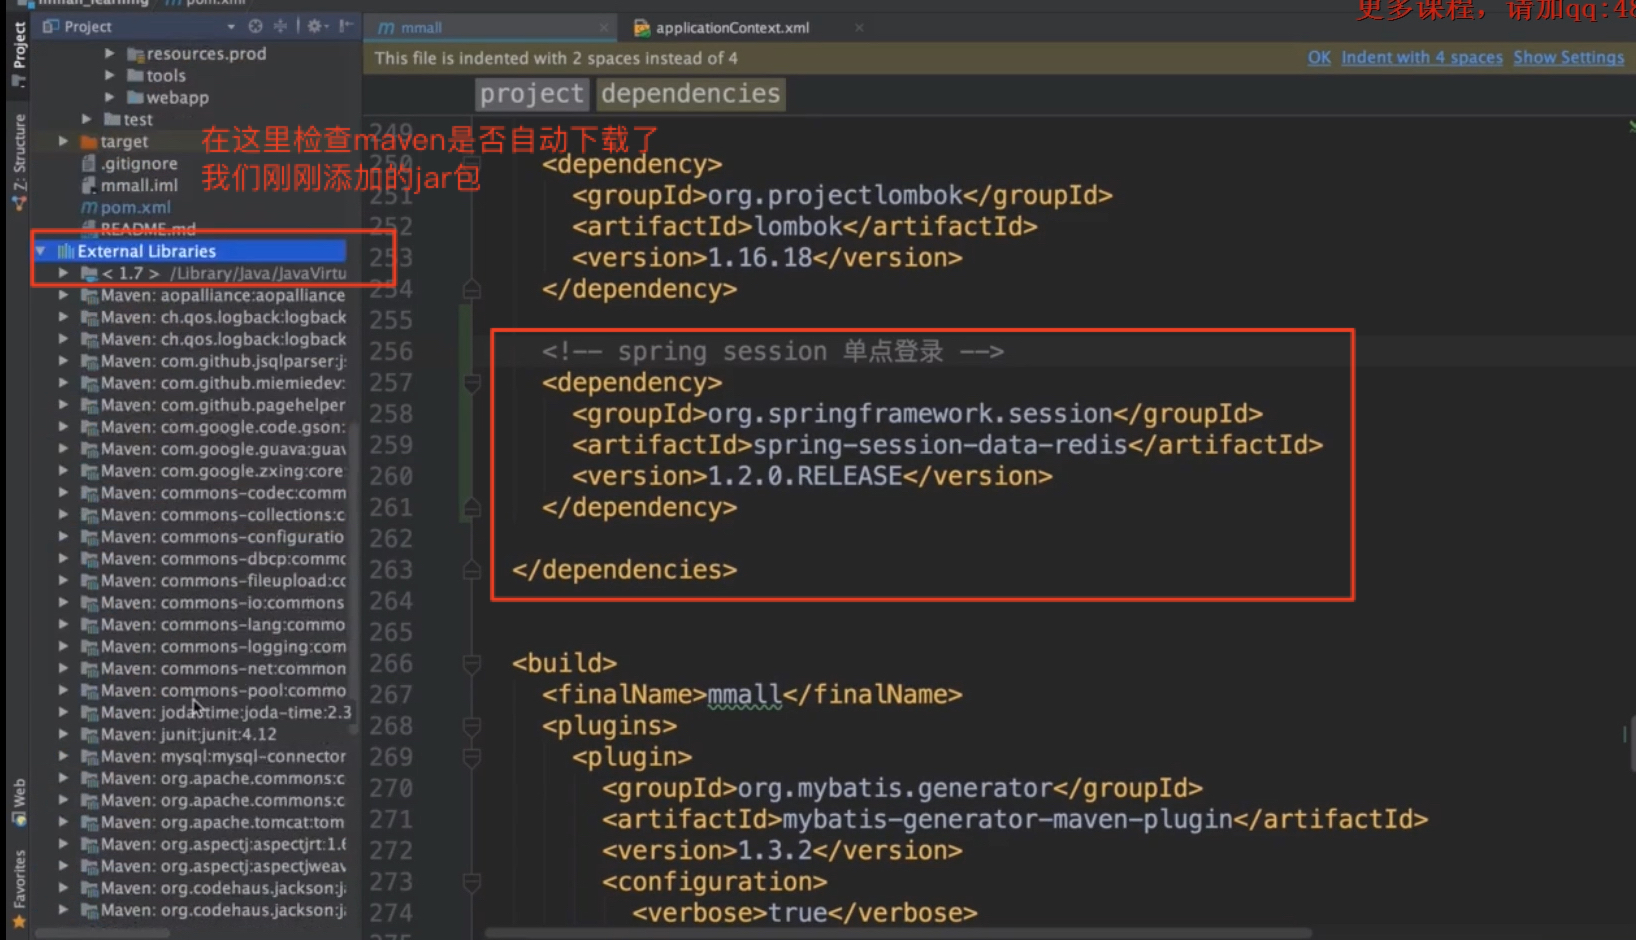 mmall_learning pom.xml
更多课程，请加qq:48
Project
mmall
applicationContext.xml
This file is indented with 2 spaces instead of 4
OK Indent with 4 spaces Show Settings
project dependencies
Project
Z: Structure
Web
Favorites
resources.prod
tools
webapp
test
target
.gitignore
mmall.iml
pom.xml
README.md
External Libraries
< 1.7 > /Library/Java/JavaVirtu
Maven: aopalliance:aopalliance
Maven: ch.qos.logback:logback
Maven: ch.qos.logback:logback
Maven: com.github.jsqlparser:j
Maven: com.github.miemiedev:
Maven: com.github.pagehelper
Maven: com.google.code.gson:
Maven: com.google.guava:guav
Maven: com.google.zxing:core
Maven: commons-codec:comm
Maven: commons-collections:c
Maven: commons-configuratio
Maven: commons-dbcp:commo
Maven: commons-fileupload:co
Maven: commons-io:commons
Maven: commons-lang:commo
Maven: commons-logging:com
Maven: commons-net:common
Maven: commons-pool:commo
Maven: joda-time:joda-time:2.3
Maven: junit:junit:4.12
Maven: mysql:mysql-connector
Maven: org.apache.commons:c
Maven: org.apache.commons:c
Maven: org.apache.tomcat:tom
Maven: org.aspectj:aspectjrt:1.6
Maven: org.aspectj:aspectjweav
Maven: org.codehaus.jackson:j
Maven: org.codehaus.jackson:j
在这里检查maven是否自动下载了
我们刚刚添加的jar包
249
250 <dependency>
251 <groupId>org.projectlombok</groupId>
252 <artifactId>lombok</artifactId>
253 <version>1.16.18</version>
254 </dependency>
255
256 <!-- spring session 单点登录 -->
257 <dependency>
258 <groupId>org.springframework.session</groupId>
259 <artifactId>spring-session-data-redis</artifactId>
260 <version>1.2.0.RELEASE</version>
261 </dependency>
262
263 </dependencies>
264
265
266 <build>
267 <finalName>mmall</finalName>
268 <plugins>
269 <plugin>
270 <groupId>org.mybatis.generator</groupId>
271 <artifactId>mybatis-generator-maven-plugin</artifactId>
272 <version>1.3.2</version>
273 <configuration>
274 <verbose>true</verbose>